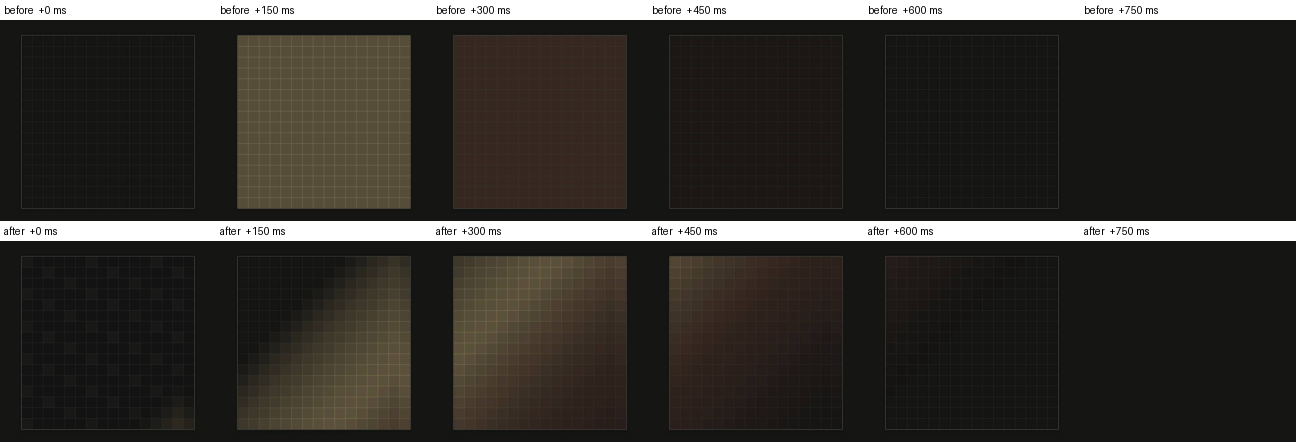 before +0 ms
before +150 ms
before +300 ms
before +450 ms
before +600 ms
before +750 ms
after +0 ms
after +150 ms
after +300 ms
after +450 ms
after +600 ms
after +750 ms